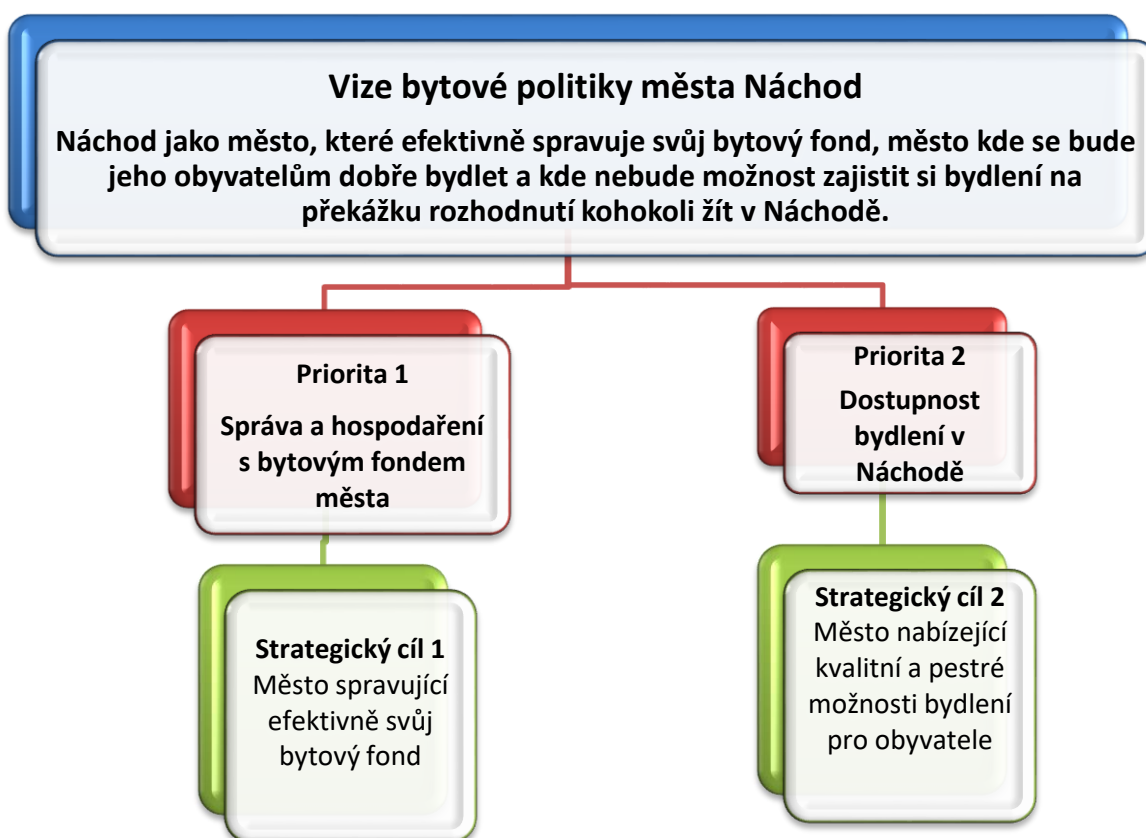 Vize bytové politiky města Náchod
Náchod jako město, které efektivně spravuje svůj bytový fond, město kde se bude
jeho obyvatelům dobře bydlet a kde nebude možnost zajistit si bydlení na
překážku rozhodnutí kohokoli žít v Náchodě.
Priorita 1
Správa a hospodaření
s bytovým fondem
města
Priorita 2
Dostupnost
bydlení v
Náchodě
Strategický cíl 1
Město spravující
efektivně svůj
bytový fond
Strategický cíl 2
Město nabízející
kvalitní a pestré
možnosti bydlení
pro obyvatele